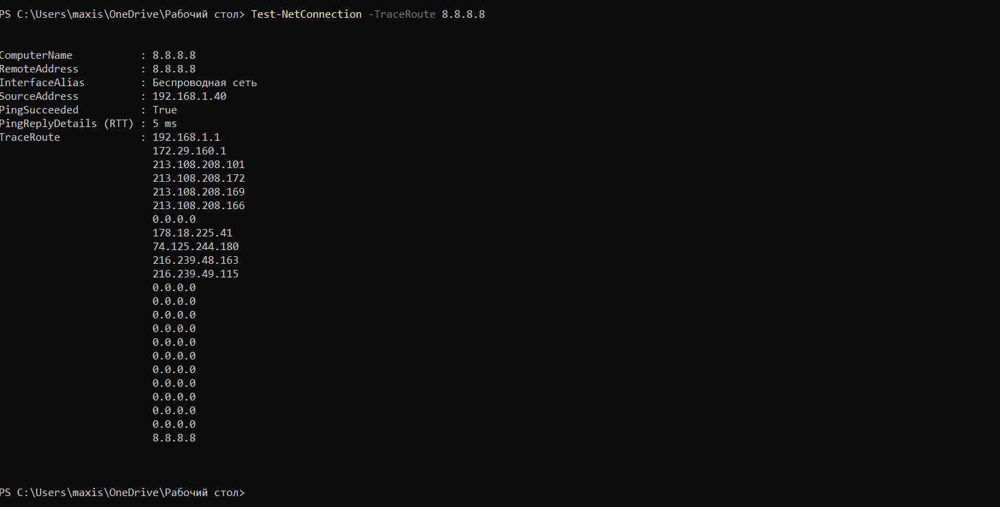 PS C:\Users\maxis\OneDrive\Рабочий стол> Test-NetConnection -TraceRoute 8.8.8.8
ComputerName : 8.8.8.8
RemoteAddress : 8.8.8.8
InterfaceAlias : Беспроводная сеть
SourceAddress : 192.168.1.40
PingSucceeded : True
PingReplyDetails (RTT) : 5 ms
TraceRoute : 192.168.1.1
172.29.160.1
213.108.208.101
213.108.208.172
213.108.208.169
213.108.208.166
0.0.0.0
178.18.225.41
74.125.244.180
216.239.48.163
216.239.49.115
0.0.0.0
0.0.0.0
0.0.0.0
0.0.0.0
0.0.0.0
0.0.0.0
0.0.0.0
0.0.0.0
0.0.0.0
0.0.0.0
0.0.0.0
8.8.8.8
PS C:\Users\maxis\OneDrive\Рабочий стол>